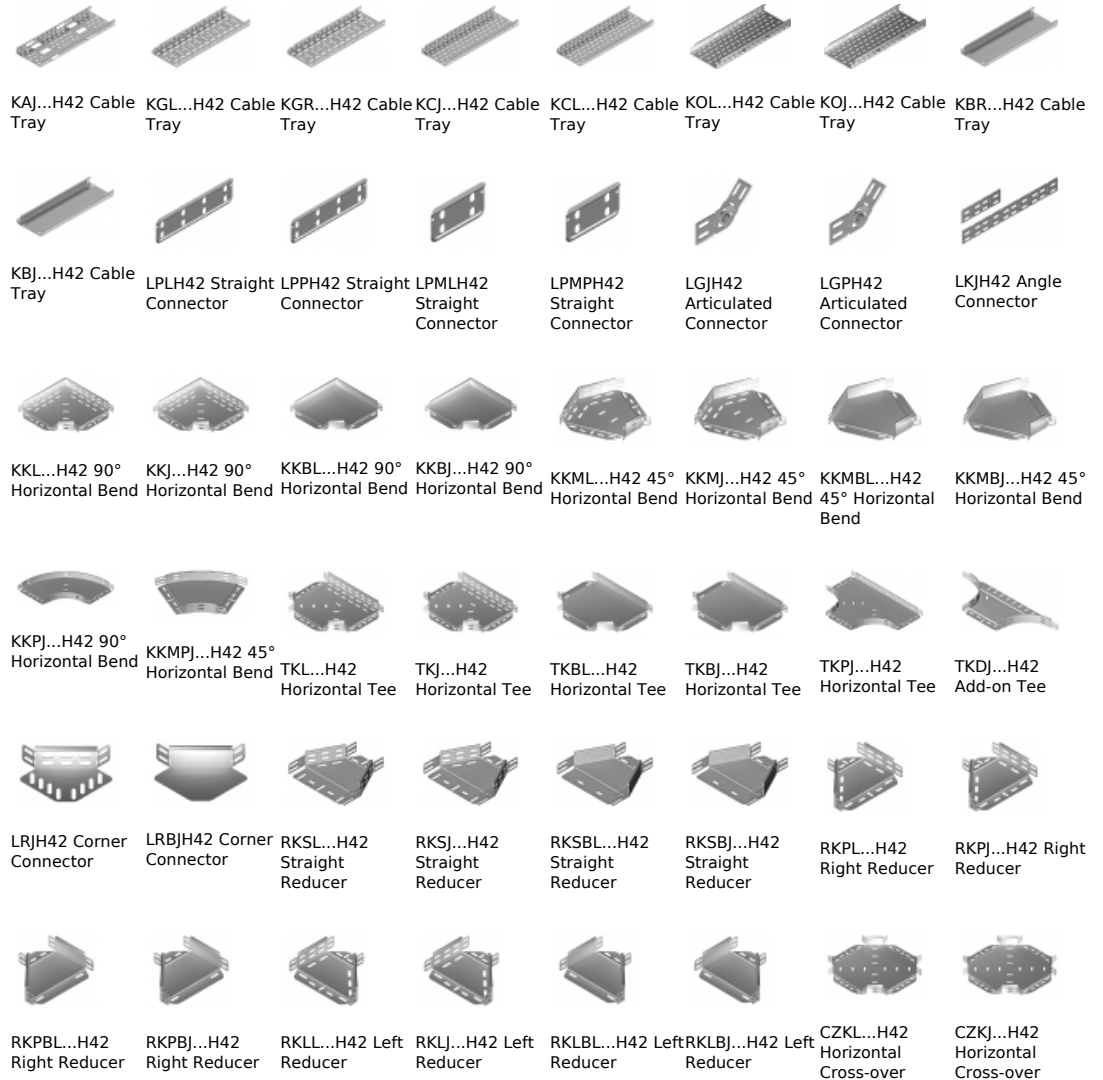 KAJ...H42 Cable
Tray
KGL...H42 Cable
Tray
KGR...H42 Cable
Tray
KCJ...H42 Cable
Tray
KCL...H42 Cable
Tray
KOL...H42 Cable
Tray
KOJ...H42 Cable
Tray
KBR...H42 Cable
Tray
KBJ...H42 Cable
Tray
LPLH42 Straight
Connector
LPPH42 Straight
Connector
LPMLH42
Straight
Connector
LPMPH42
Straight
Connector
LGJH42
Articulated
Connector
LGPH42
Articulated
Connector
LKJH42 Angle
Connector
KKL...H42 90°
Horizontal Bend
KKJ...H42 90°
Horizontal Bend
KKBL...H42 90°
Horizontal Bend
KKBJ...H42 90°
Horizontal Bend
KKML...H42 45°
Horizontal Bend
KKMJ...H42 45°
Horizontal Bend
KKMBL...H42
45° Horizontal
Bend
KKMBJ...H42 45°
Horizontal Bend
KKPJ...H42 90°
Horizontal Bend
KKMPJ...H42 45°
Horizontal Bend
TKL...H42
Horizontal Tee
TKJ...H42
Horizontal Tee
TKBL...H42
Horizontal Tee
TKBJ...H42
Horizontal Tee
TKPJ...H42
Horizontal Tee
TKDJ...H42
Add-on Tee
LRJH42 Corner
Connector
LRBJH42 Corner
Connector
RKSL...H42
Straight
Reducer
RKSJ...H42
Straight
Reducer
RKSBL...H42
Straight
Reducer
RKSBJ...H42
Straight
Reducer
RKPL...H42
Right Reducer
RKPJ...H42 Right
Reducer
RKPBL...H42
Right Reducer
RKPBJ...H42
Right Reducer
RKLL...H42 Left
Reducer
RKLJ...H42 Left
Reducer
RKLBL...H42 Left
Reducer
RKLBJ...H42 Left
Reducer
CZKL...H42
Horizontal
Cross-over
CZKJ...H42
Horizontal
Cross-over